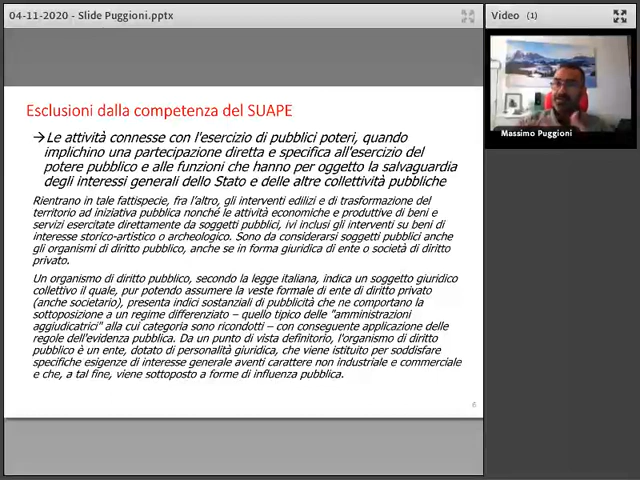 04-11-2020 - Slide Puggioni.pptx
Video (1)
Massimo Puggioni
Esclusioni dalla competenza del SUAPE
→Le attività connesse con l'esercizio di pubblici poteri, quando
implichino una partecipazione diretta e specifica all'esercizio del
potere pubblico e alle funzioni che hanno per oggetto la salvaguardia
degli interessi generali dello Stato e delle altre collettività pubbliche
Rientrano in tale fattispecie, fra l'altro, gli interventi edilizi e di trasformazione del
territorio ad iniziativa pubblica nonché le attività economiche e produttive di beni e
servizi esercitate direttamente da soggetti pubblici, ivi inclusi gli interventi su beni di
interesse storico-artistico o archeologico. Sono da considerarsi soggetti pubblici anche
gli organismi di diritto pubblico, anche se in forma giuridica di ente o società di diritto
privato.
Un organismo di diritto pubblico, secondo la legge italiana, indica un soggetto giuridico
collettivo il quale, pur potendo assumere la veste formale di ente di diritto privato
(anche societario), presenta indici sostanziali di pubblicità che ne comportano la
sottoposizione a un regime differenziato – quello tipico delle "amministrazioni
aggiudicatrici" alla cui categoria sono ricondotti – con conseguente applicazione delle
regole dell'evidenza pubblica. Da un punto di vista definitorio, l'organismo di diritto
pubblico è un ente, dotato di personalità giuridica, che viene istituito per soddisfare
specifiche esigenze di interesse generale aventi carattere non industriale e commerciale
e che, a tal fine, viene sottoposto a forme di influenza pubblica.
6